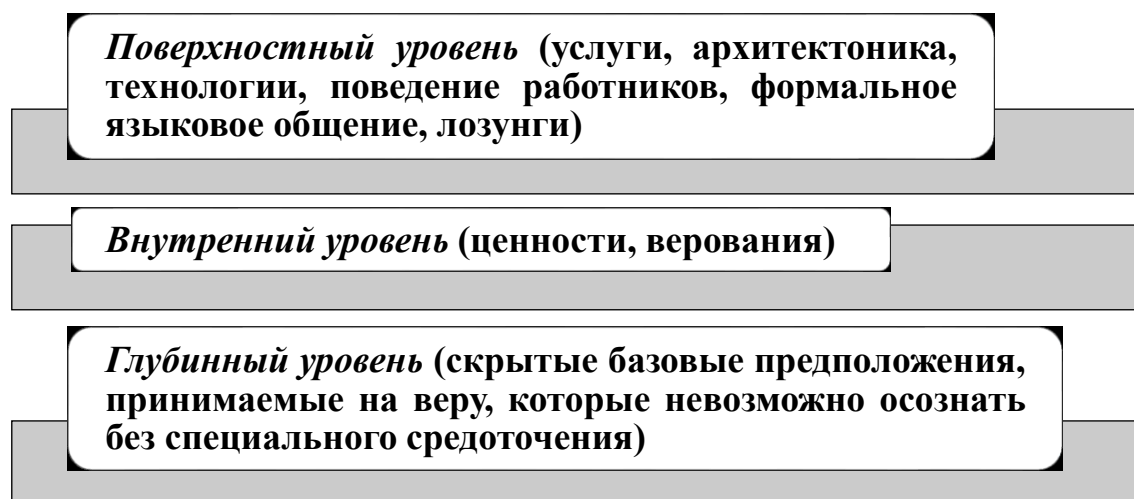 Поверхностный уровень (услуги, архитектоника,
технологии, поведение работников, формальное
языковое общение, лозунги)
Внутренний уровень (ценности, верования)
Глубинный уровень (скрытые базовые предположения,
принимаемые на веру, которые невозможно осознать
без специального средоточения)